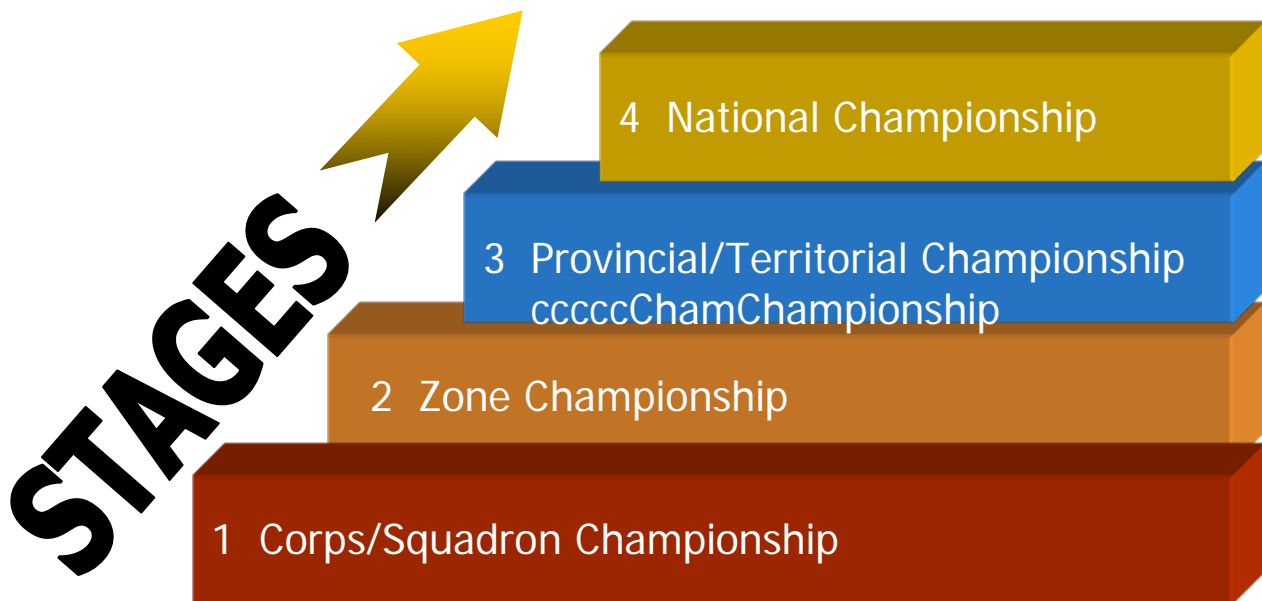 STAGES
4 National Championship
3 Provincial/Territorial Championship
cccccChamChampionship
2 Zone Championship
1 Corps/Squadron Championship